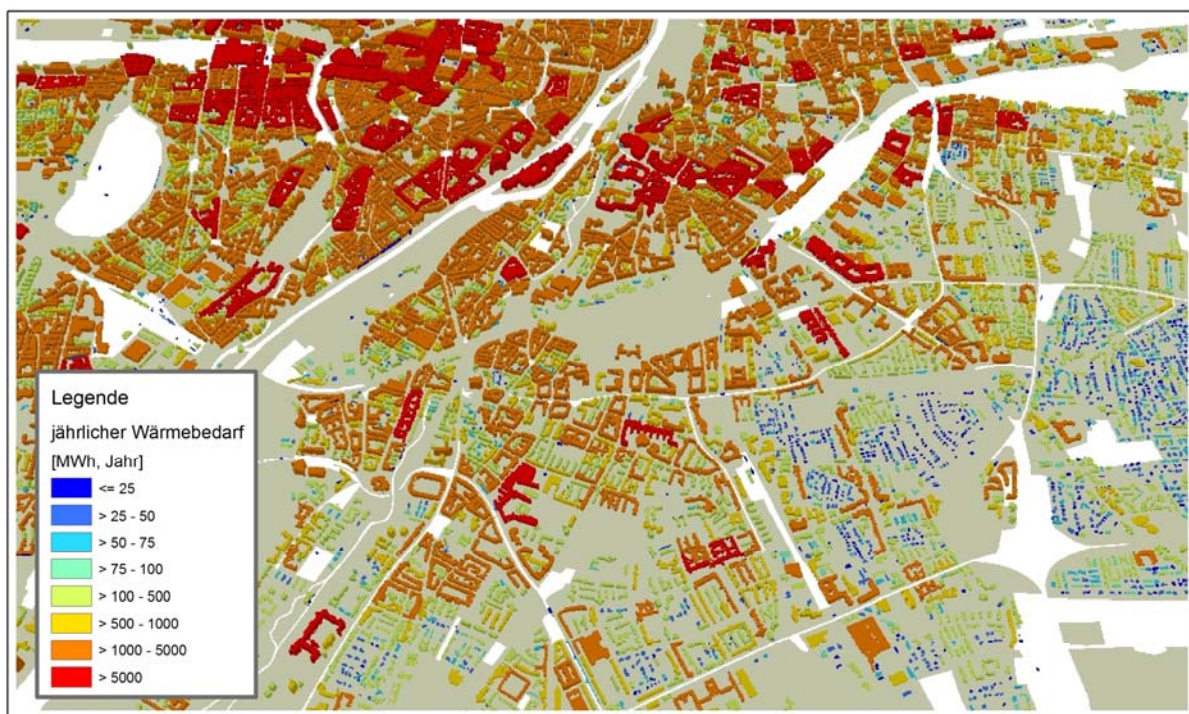 Legende
jährlicher Wärmebedarf
[MWh, Jahr]
<= 25
> 25 - 50
> 50 - 75
> 75 - 100
> 100 - 500
> 500 - 1000
> 1000 - 5000
> 5000